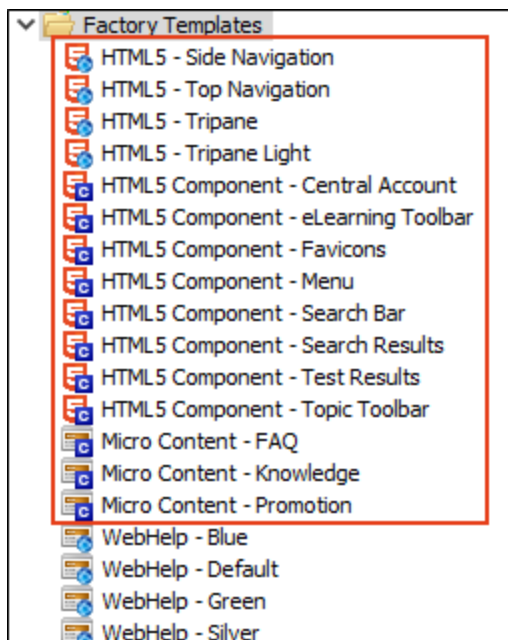 Factory Templates
HTML5 - Side Navigation
HTML5 - Top Navigation
HTML5 - Tripane
HTML5 - Tripane Light
HTML5 Component - Central Account
HTML5 Component - eLearning Toolbar
HTML5 Component - Favicons
HTML5 Component - Menu
HTML5 Component - Search Bar
HTML5 Component - Search Results
HTML5 Component - Test Results
HTML5 Component - Topic Toolbar
Micro Content - FAQ
Micro Content - Knowledge
Micro Content - Promotion
WebHelp - Blue
WebHelp - Default
WebHelp - Green
WebHelp - Silver